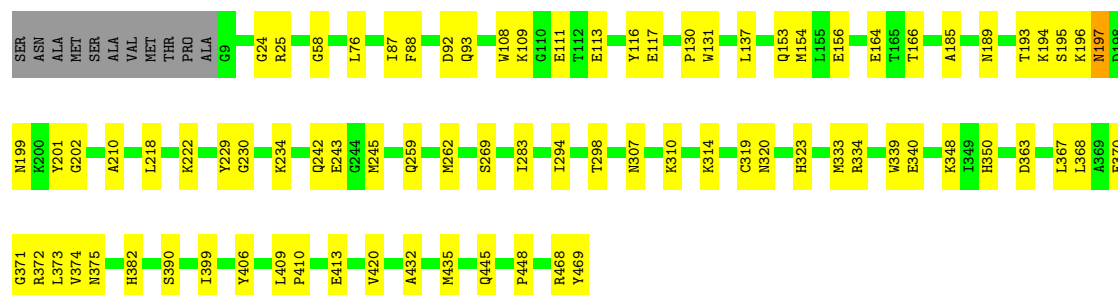 SER ASN ALA MET SER ALA VAL MET THR PRO ALA G9 G24 R25 G58 L76 I87 F88 D92 Q93 W108 K109 G110 E111 T112 E113 Y116 E117 P130 W131 L137 Q153 M154 L155 E156 E164 T165 T166 A185 N189 T193 K194 S195 K196 N197 D198
N199 K200 Y201 G202 A210 L218 K222 Y229 G230 K234 Q242 E243 G244 M245 Q259 M262 S269 I283 I294 T298 N307 K310 K314 C319 N320 H323 M333 R334 W339 E340 K348 I349 H350 D363 L367 L368 A369
G371 R372 L373 V374 N375 H382 S390 I399 Y406 L409 P410 E413 V420 A432 M435 Q445 P448 R468 Y469